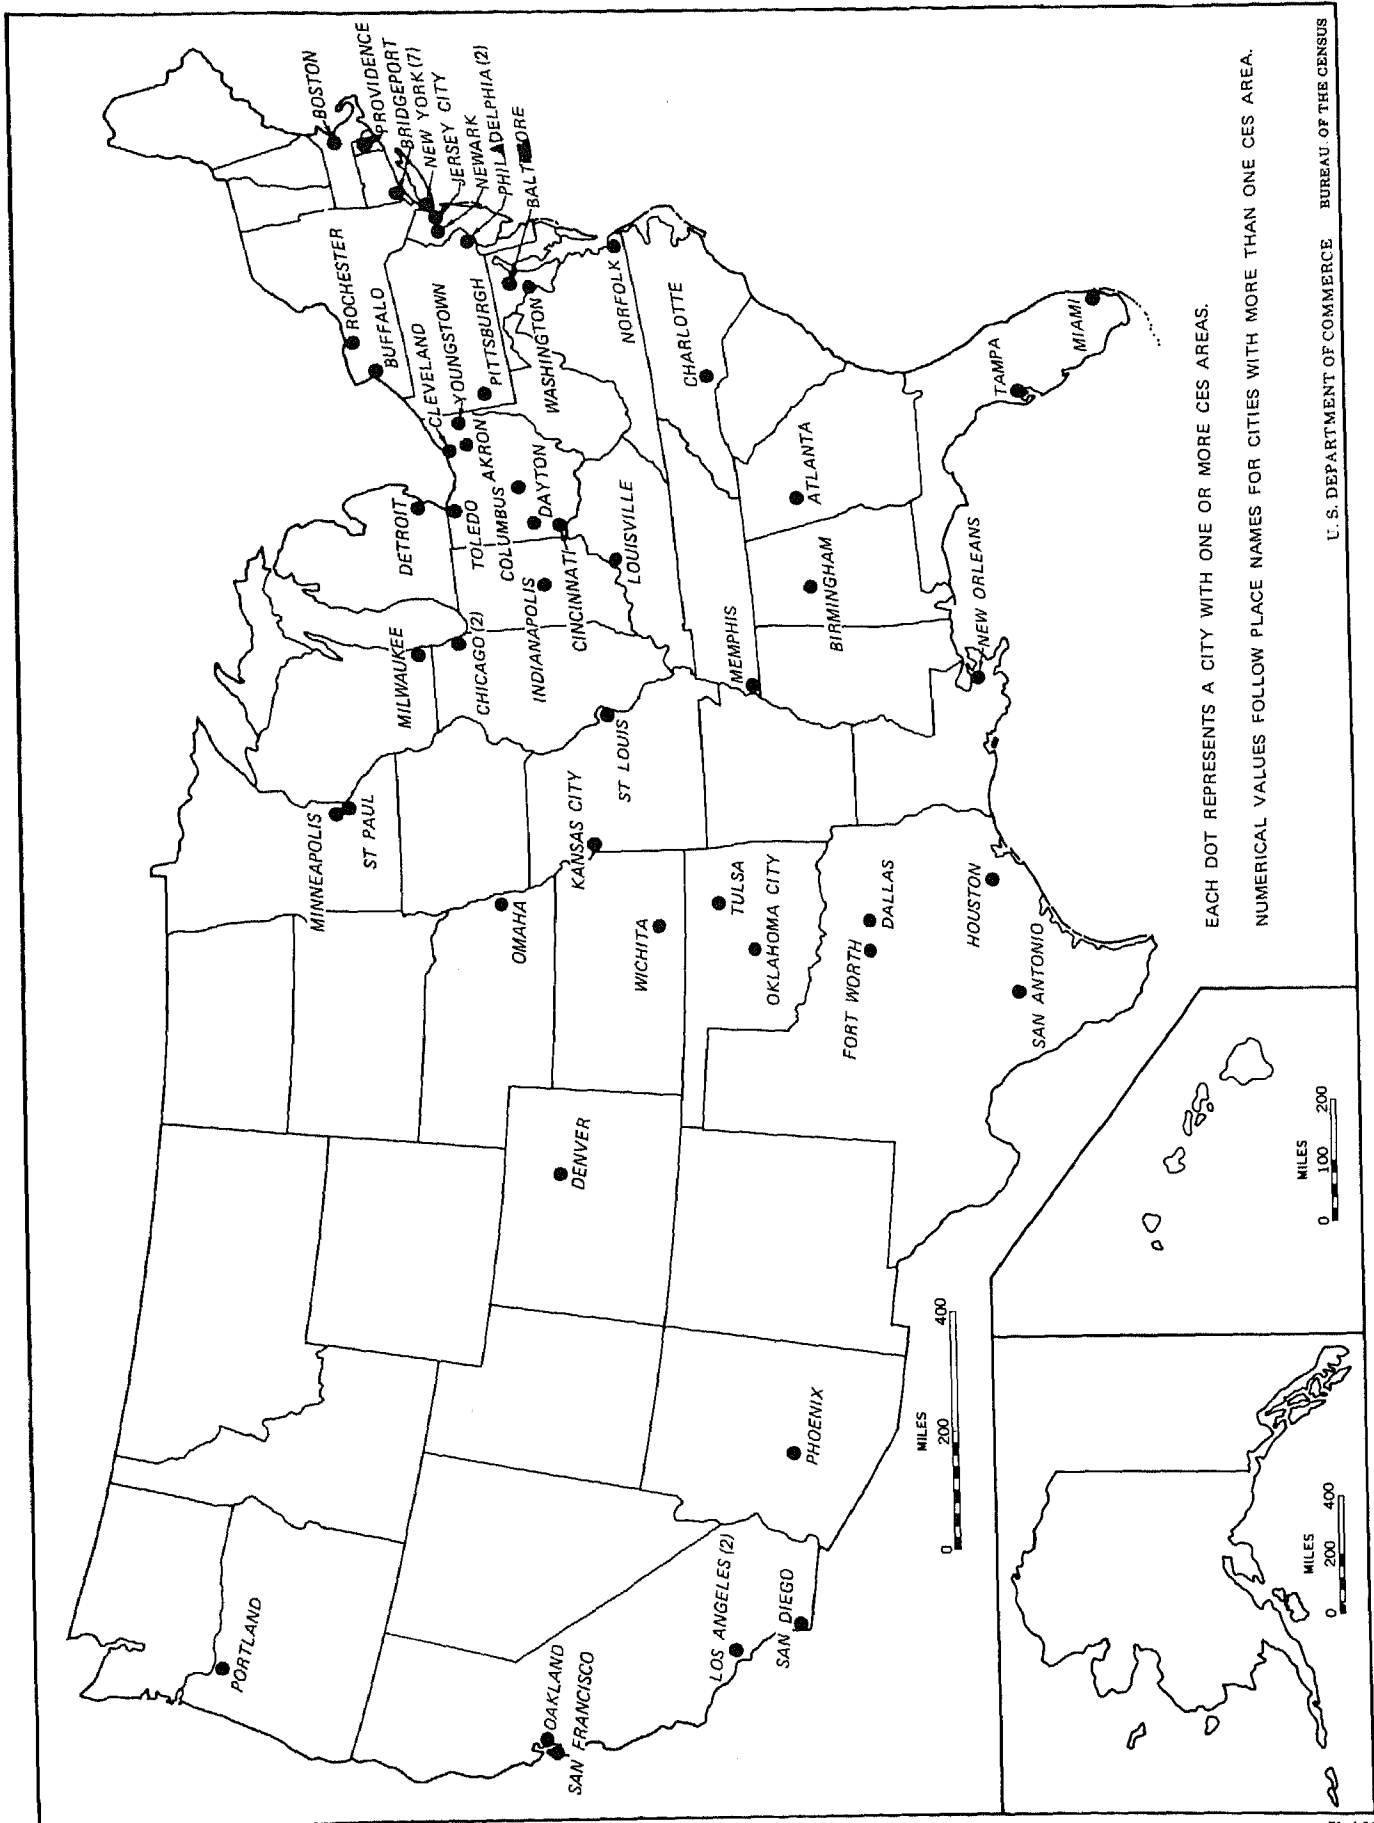 BOSTON
PROVIDENCE
BRIDGEPORT
NEW YORK (7)
JERSEY CITY
NEWARK
PHILADELPHIA (2)
ROCHESTER
BUFFALO
CLEVELAND
YOUNGSTOWN
PITTSBURGH
WASHINGTON
NORFOLK
CHARLOTTE
AKRON
DETROIT
TOLEDO
COLUMBUS
DAYTON
CINCINNATI
INDIANAPOLIS
LOUISVILLE
ATLANTA
TAMPA
MIAMI
BIRMINGHAM
NEW ORLEANS
MEMPHIS
MILWAUKEE
CHICAGO (2)
ST LOUIS
MINNEAPOLIS
ST PAUL
KANSAS CITY
OMAHA
WICHITA
TULSA
OKLAHOMA CITY
DALLAS
FORT WORTH
HOUSTON
SAN ANTONIO
DENVER
PHOENIX
PORTLAND
OAKLAND
SAN FRANCISCO
LOS ANGELES (2)
SAN DIEGO
MILES
0 200 400
MILES
0 200 400
MILES
0 100 200
EACH DOT REPRESENTS A CITY WITH ONE OR MORE CES AREAS.
NUMERICAL VALUES FOLLOW PLACE NAMES FOR CITIES WITH MORE THAN ONE CES AREA.
U. S. DEPARTMENT OF COMMERCE BUREAU OF THE CENSUS